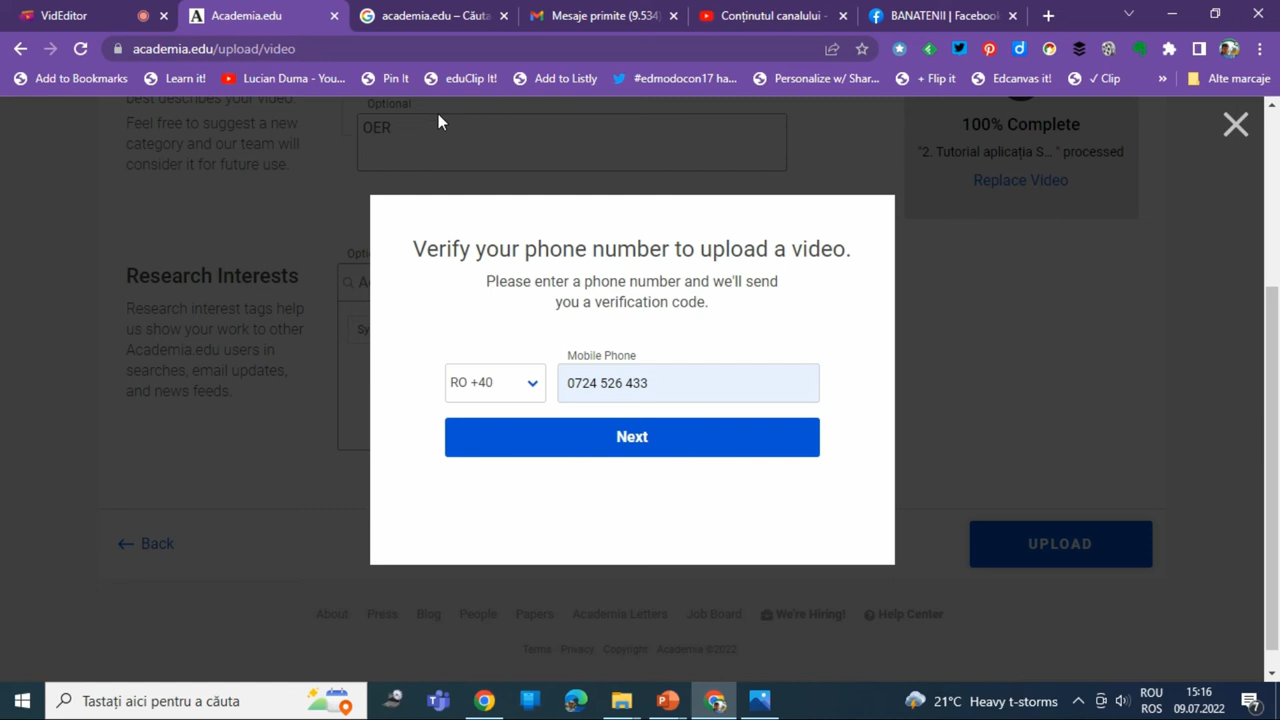 VidEditor
Academia.edu
academia.edu – Căuta
Mesaje primite (9.534)
Conținutul canalului -
BANATENII | Facebook
academia.edu/upload/video
Add to Bookmarks
Learn it!
Lucian Duma - You...
Pin It
eduClip It!
Add to Listly
#edmodocon17 ha...
Personalize w/ Shar...
+ Flip it
Edcanvas it!
✓ Clip
»
Alte marcaje
best describes your video.
Feel free to suggest a new
category and our team will
consider it for future use.
Optional
OER
100% Complete
"2. Tutorial aplicația S... " processed
Replace Video
Verify your phone number to upload a video.
Please enter a phone number and we'll send
you a verification code.
Mobile Phone
RO +40
0724 526 433
Next
Research Interests
Research interest tags help
us show your work to other
Academia.edu users in
searches, email updates,
and news feeds.
Back
UPLOAD
About
Press
Blog
People
Papers
Academia Letters
Job Board
We're Hiring!
Help Center
Terms
Privacy
Copyright
Academia ©2022
Tastați aici pentru a căuta
21°C Heavy t-storms
ROU
ROS
15:16
09.07.2022
7